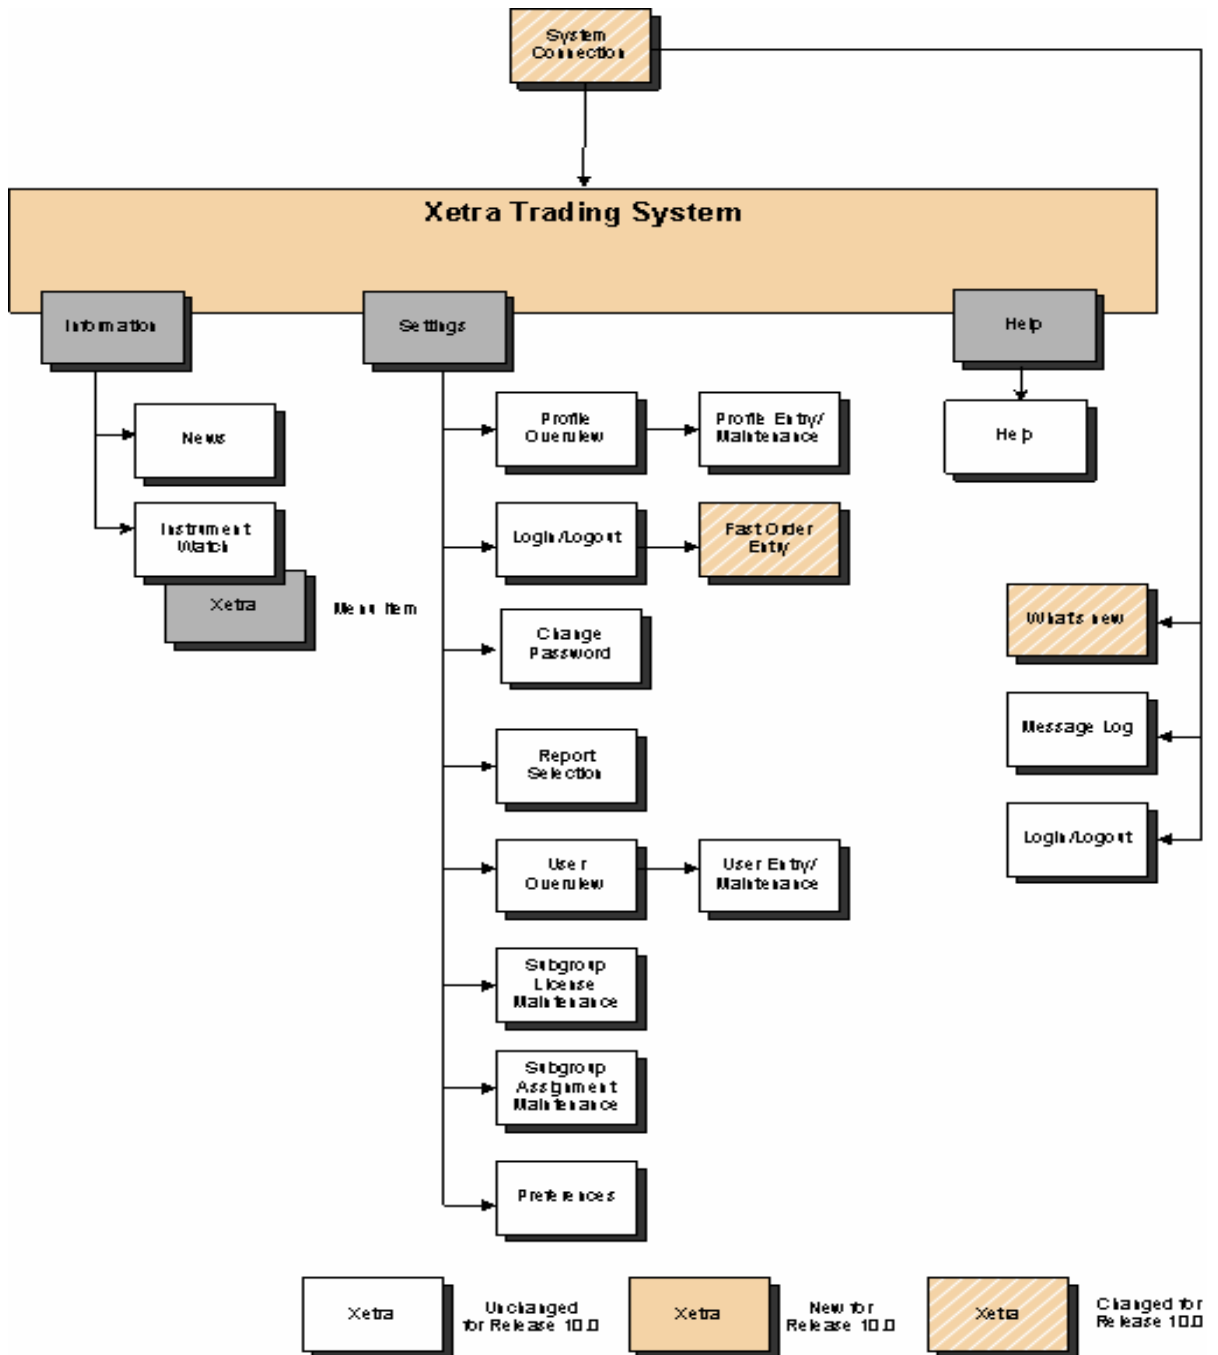 System
Connection
Xetra Trading System
Information
Settings
Help
News
Profile
Overview
Profile Entry/
Maintenance
Help
Instrument
Watch
Login/Logout
Fast Order
Entry
Xetra
Menu Item
Change
Password
What's new
Report
Selection
Message Log
User
Overview
User Entry/
Maintenance
Login/Logout
Subgroup
License
Maintenance
Subgroup
Assignment
Maintenance
Preferences
Xetra
Unchanged
for Release 10.0
Xetra
New for
Release 10.0
Xetra
Changed for
Release 10.0